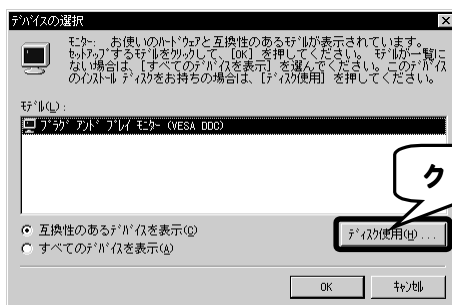 ﾃﾞﾊﾞｲｽの選択
ﾓﾆﾀｰ: お使いのﾊｰﾄﾞｳｪｱと互換性のあるﾓﾃﾞﾙが表示されています。
ｾｯﾄｱｯﾌﾟするﾓﾃﾞﾙをｸﾘｯｸして、[OK] を押してください。 ﾓﾃﾞﾙが一覧に
ない場合は、[すべてのﾃﾞﾊﾞｲｽを表示] を選んでください。このﾃﾞﾊﾞｲｽ
のｲﾝｽﾄｰﾙ ﾃﾞｨｽｸをお持ちの場合は、[ﾃﾞｨｽｸ使用] を押してください。
ﾓﾃﾞﾙ(L):
ﾌﾟﾗｸﾞ ｱﾝﾄﾞ ﾌﾟﾚｲ ﾓﾆﾀｰ (VESA DDC)
ク
互換性のあるﾃﾞﾊﾞｲｽを表示(C)
すべてのﾃﾞﾊﾞｲｽを表示(A)
ﾃﾞｨｽｸ使用(H)...
OK
ｷｬﾝｾﾙ